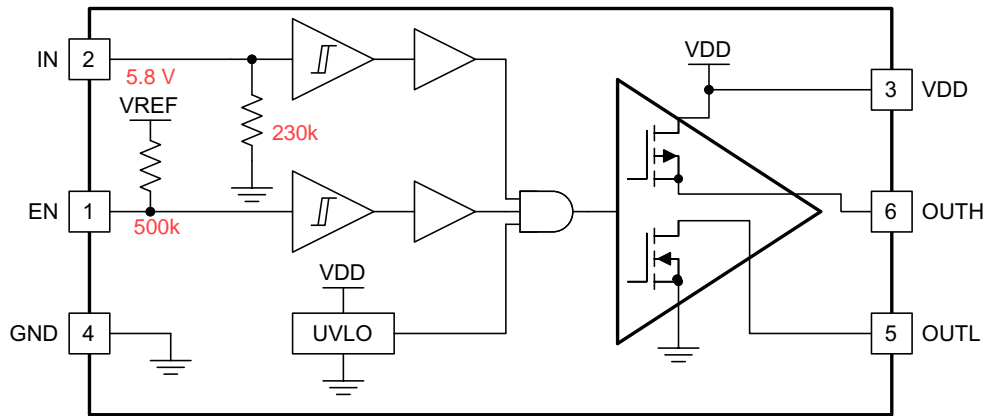 IN
2
5.8 V
VREF
230k
EN
1
500k
VDD
UVLO
GND
4
VDD
3
VDD
6
OUTH
5
OUTL